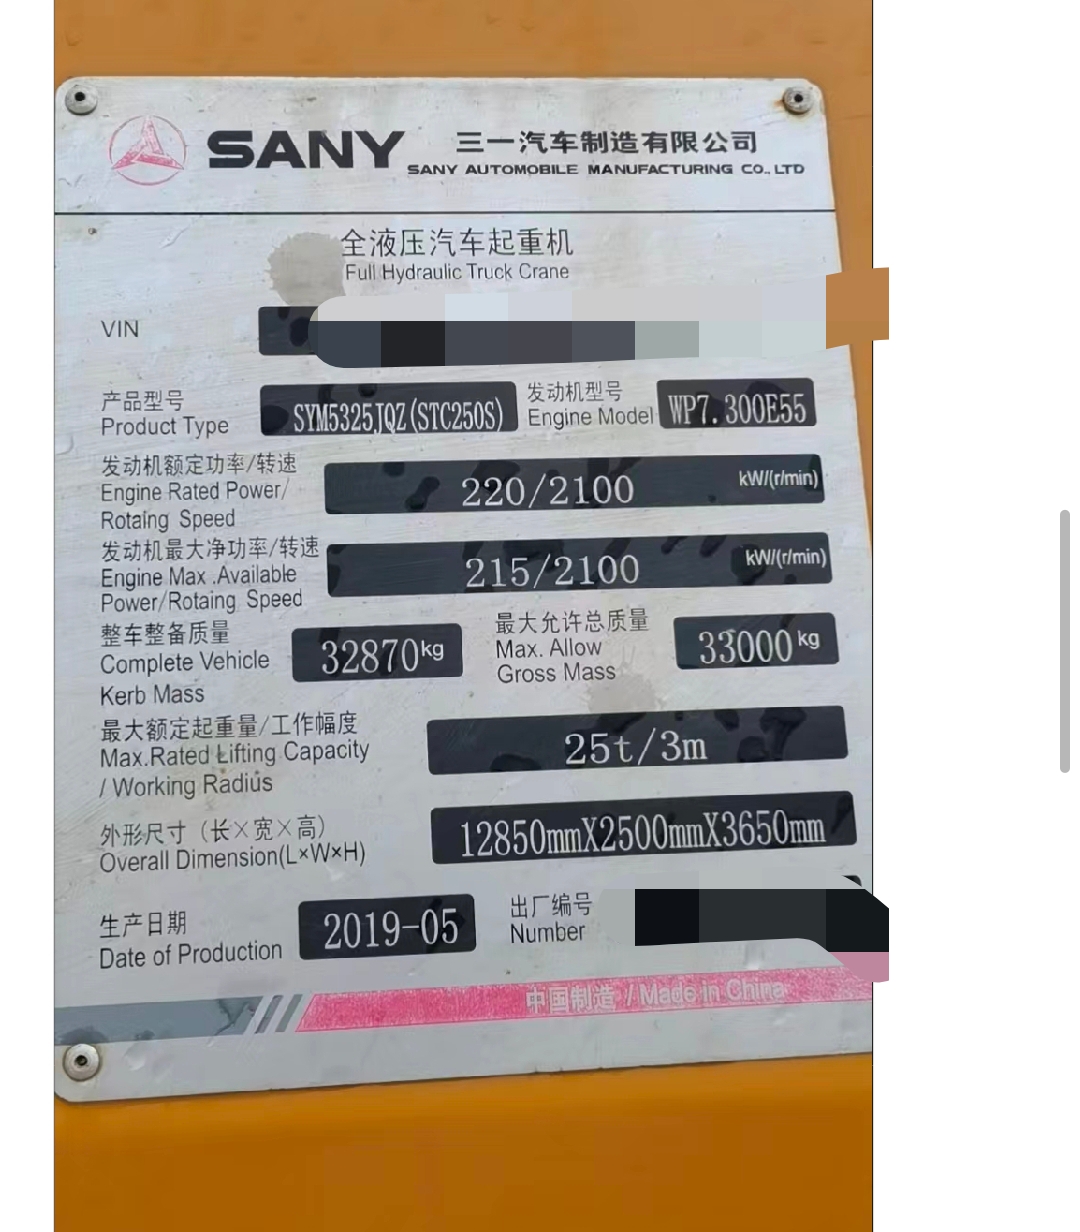 SANY 三一汽车制造有限公司
SANY AUTOMOBILE MANUFACTURING CO., LTD
全液压汽车起重机
Full Hydraulic Truck Crane
VIN
产品型号
Product Type
SYM5325JQZ(STC250S)
发动机型号
Engine Model
WP7.300E55
发动机额定功率/转速
Engine Rated Power/
Rotaing Speed
220/2100 kW/(r/min)
发动机最大净功率/转速
Engine Max .Available
Power/Rotaing Speed
215/2100 kW/(r/min)
整车整备质量
Complete Vehicle
Kerb Mass
32870kg
最大允许总质量
Max. Allow
Gross Mass
33000kg
最大额定起重量/工作幅度
Max.Rated Lifting Capacity
/ Working Radius
25t/3m
外形尺寸（长×宽×高）
Overall Dimension(L×W×H)
12850mmX2500mmX3650mm
生产日期
Date of Production
2019-05
出厂编号
Number
中国制造 / Made in China